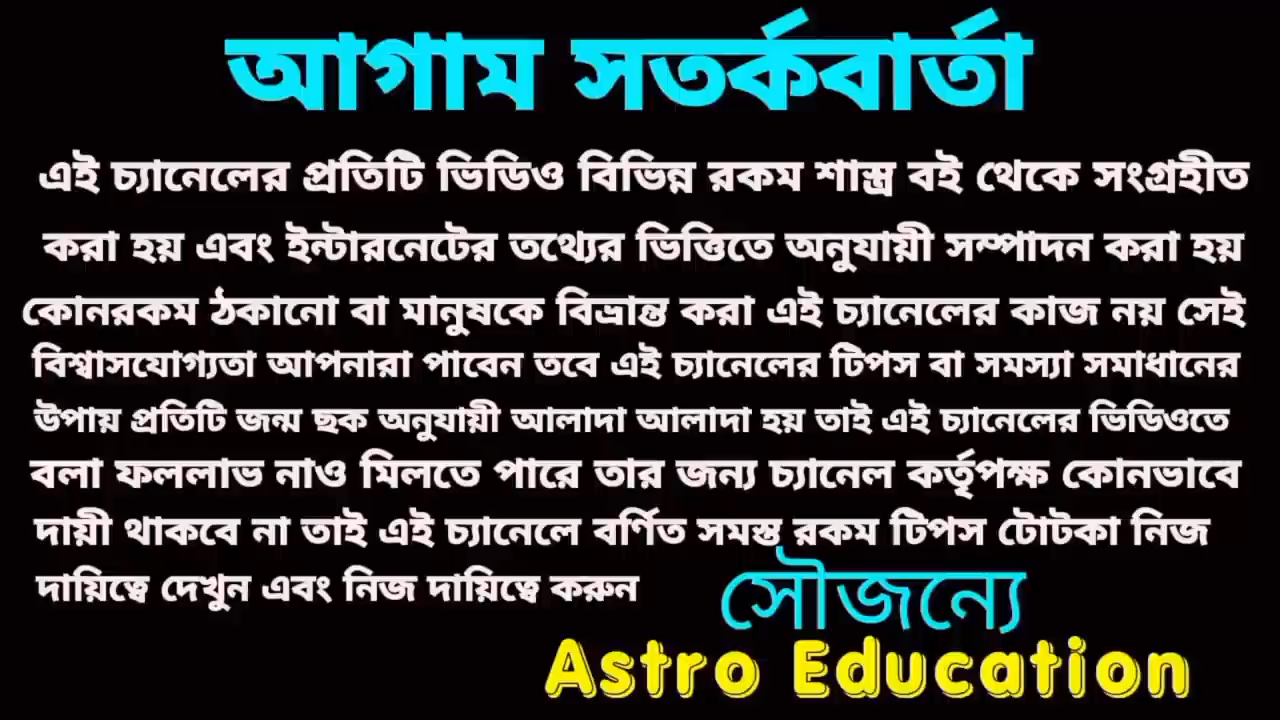 আগাম সতর্কবার্তা
এই চ্যানেলের প্রতিটি ভিডিও বিভিন্ন রকম শাস্ত্র বই থেকে সংগ্রহীত
করা হয় এবং ইন্টারনেটের তথ্যের ভিত্তিতে অনুযায়ী সম্পাদন করা হয়
কোনরকম ঠকানো বা মানুষকে বিভ্রান্ত করা এই চ্যানেলের কাজ নয় সেই
বিশ্বাসযোগ্যতা আপনারা পাবেন তবে এই চ্যানেলের টিপস বা সমস্যা সমাধানের
উপায় প্রতিটি জন্ম ছক অনুযায়ী আলাদা আলাদা হয় তাই এই চ্যানেলের ভিডিওতে
বলা ফললাভ নাও মিলতে পারে তার জন্য চ্যানেল কর্তৃপক্ষ কোনভাবে
দায়ী থাকবে না তাই এই চ্যানেলে বর্ণিত সমস্ত রকম টিপস টোটকা নিজ
দায়িত্বে দেখুন এবং নিজ দায়িত্বে করুন
সৌজন্যে
Astro Education